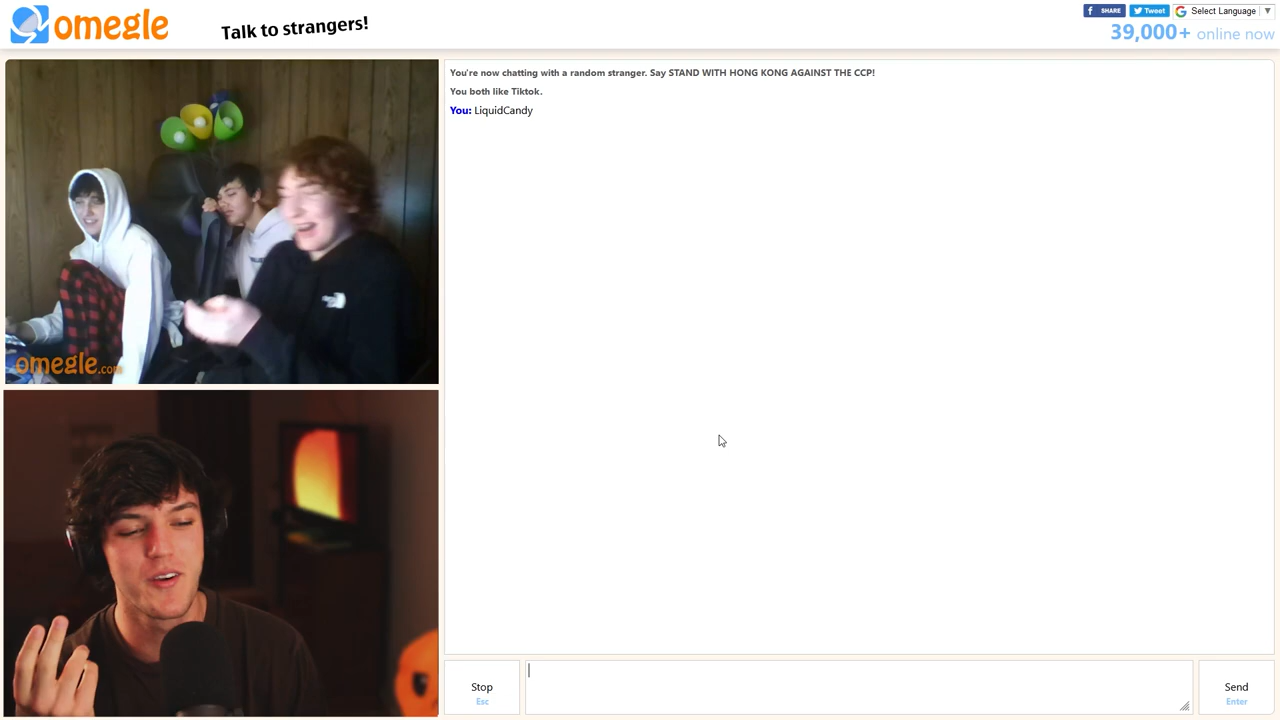 omegle
Talk to strangers!
SHARE
Tweet
Select Language
39,000+ online now
You're now chatting with a random stranger. Say STAND WITH HONG KONG AGAINST THE CCP!
You both like Tiktok.
You: LiquidCandy
omegle.com
Stop
Esc
Send
Enter